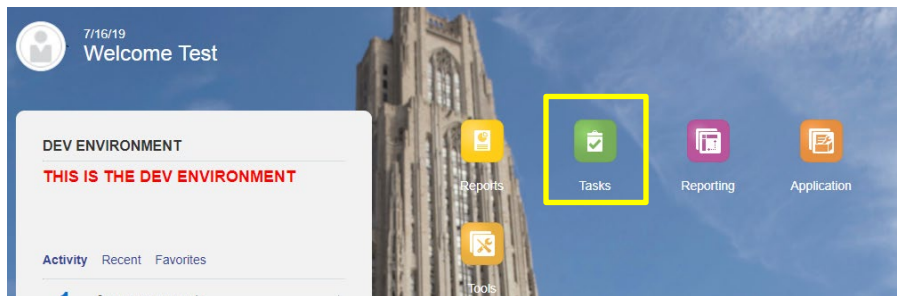 7/16/19
Welcome Test
DEV ENVIRONMENT
THIS IS THE DEV ENVIRONMENT
Activity Recent Favorites
Reports Tasks Reporting Application
Tools